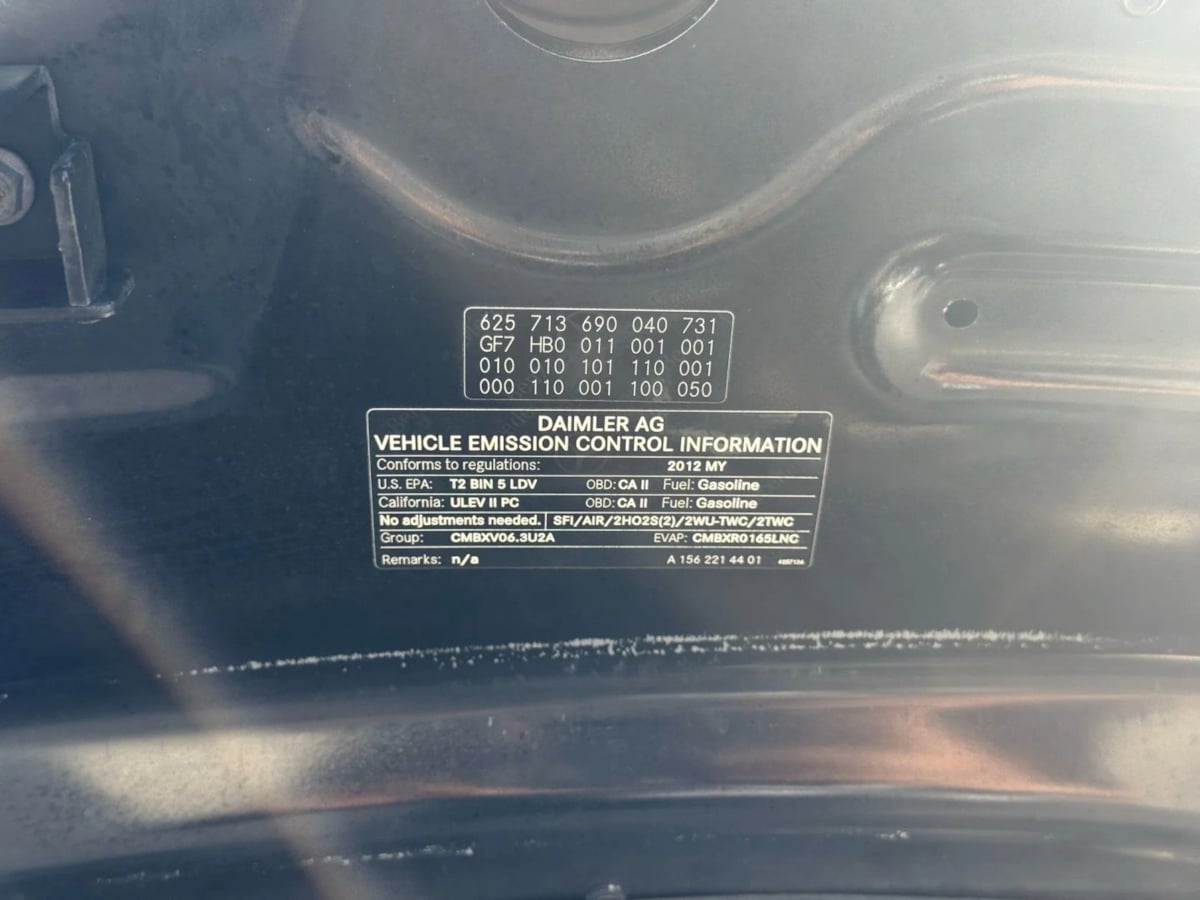 625 713 690 040 731
GF7 HB0 011 001 001
010 010 101 110 001
000 110 001 100 050
DAIMLER AG
VEHICLE EMISSION CONTROL INFORMATION
Conforms to regulations: 2012 MY
U.S. EPA: T2 BIN 5 LDV OBD: CA II Fuel: Gasoline
California: ULEV II PC OBD: CA II Fuel: Gasoline
No adjustments needed. SFI/AIR/2HO2S(2)/2WU-TWC/2TWC
Group: CMBXV06.3U2A EVAP: CMBXR0165LNC
Remarks: n/a A 156 221 44 01